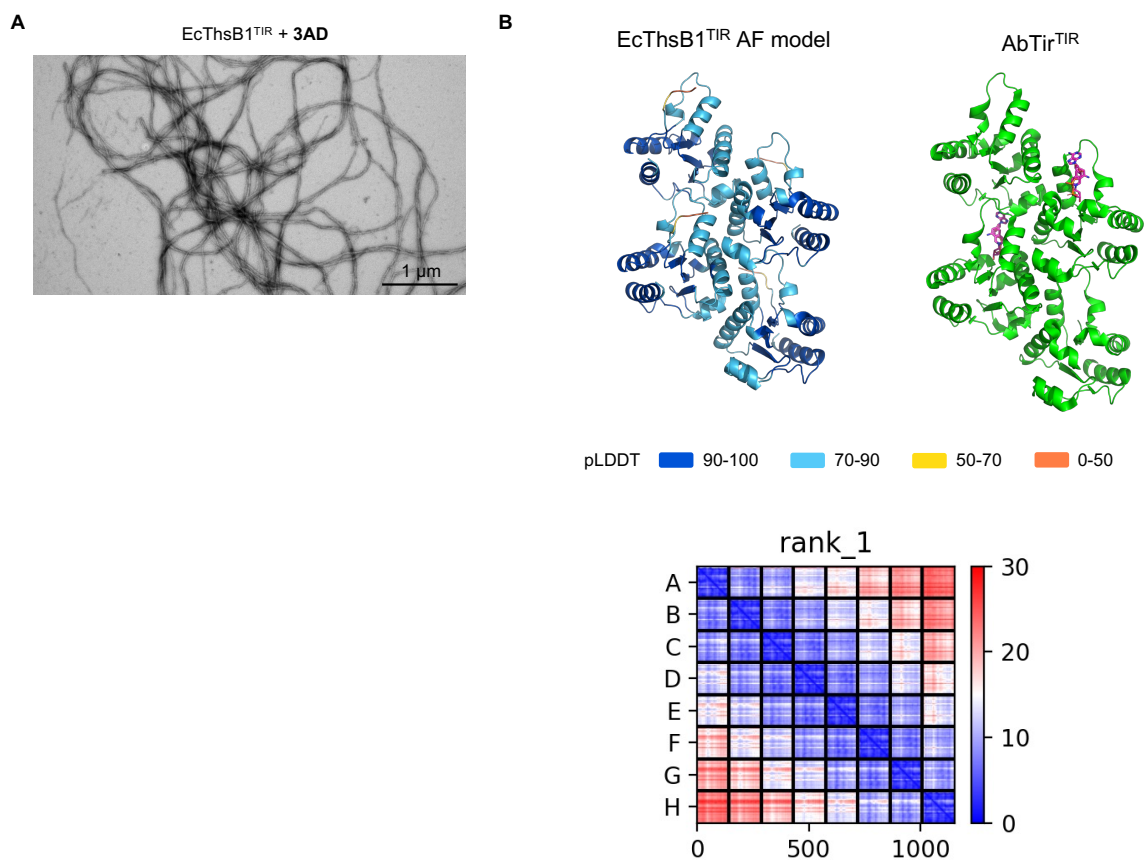 A
EcThsB1ᵀᴵᴿ + 3AD
1 µm
B
EcThsB1ᵀᴵᴿ AF model
AbTirᵀᴵᴿ
pLDDT 90-100 70-90 50-70 0-50
rank_1
A
B
C
D
E
F
G
H
0 500 1000
30
20
10
0